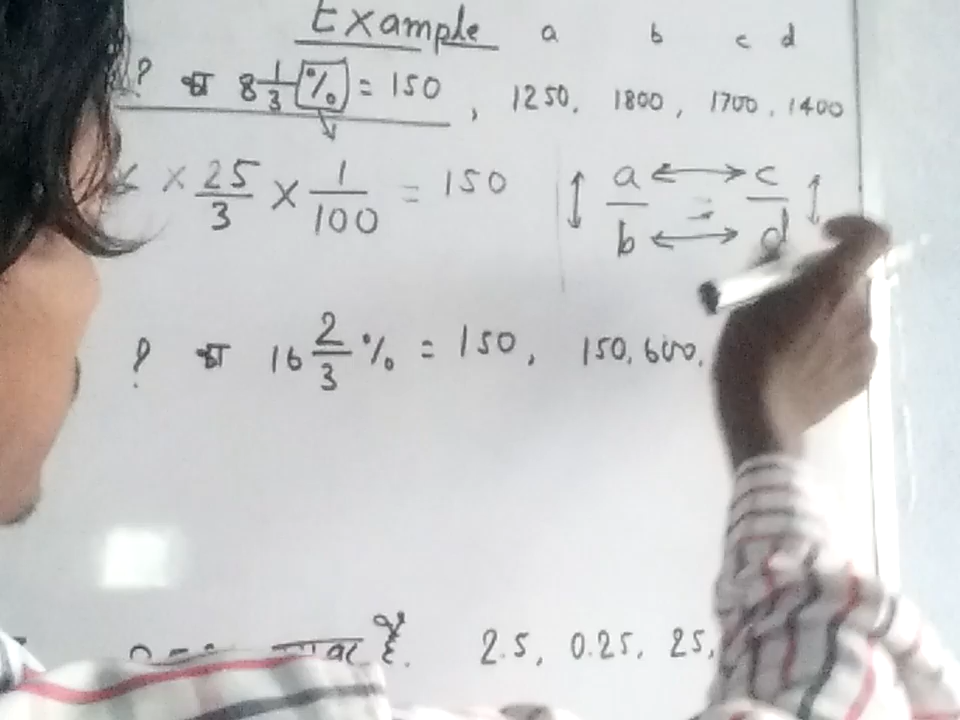 Example a b c d
? का 8 1/3 % = 150, 1250, 1800, 1700, 1400
× 25/3 × 1/100 = 150 a/b = c/d
? का 16 2/3 % = 150, 150, 600,
2.5, 0.25, 25,